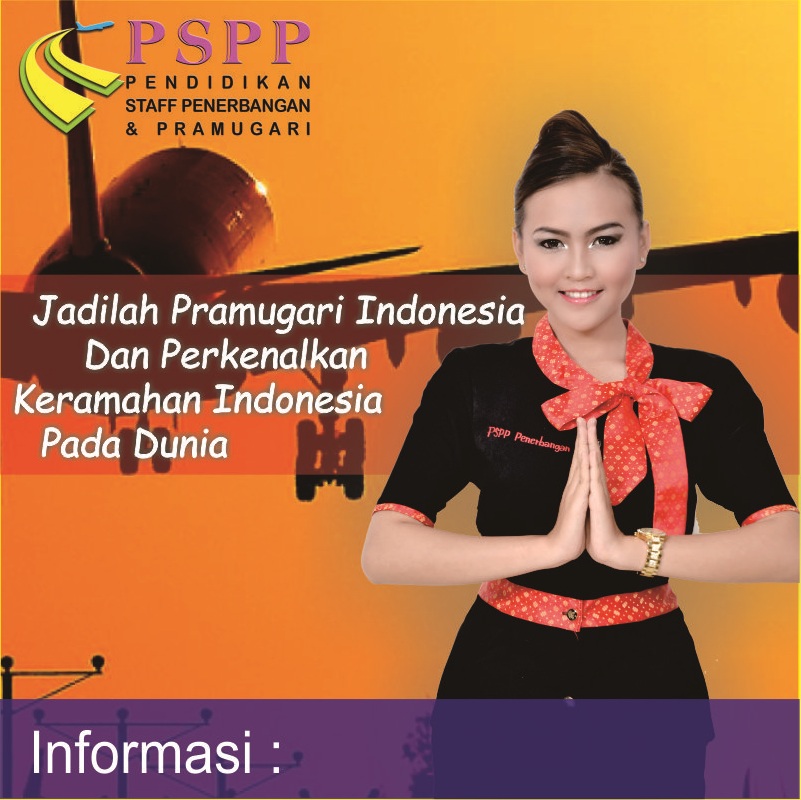 PSPP
PENDIDIKAN
STAFF PENERBANGAN
& PRAMUGARI
Jadilah Pramugari Indonesia
Dan Perkenalkan
Keramahan Indonesia
Pada Dunia
PSPP Penerbangan
Informasi :